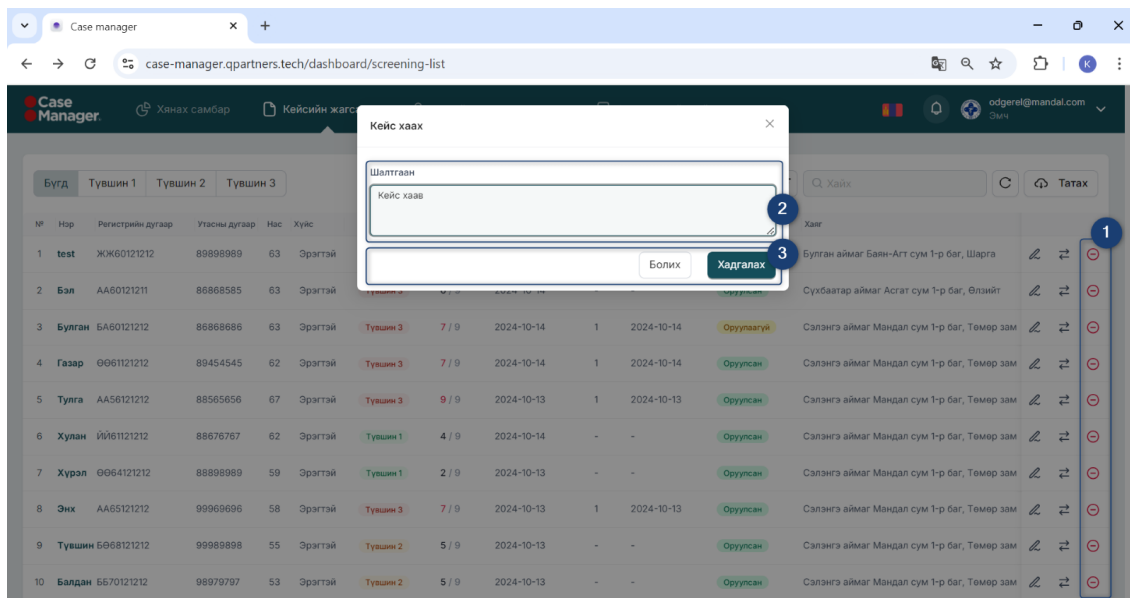 Case manager
case-manager.qpartners.tech/dashboard/screening-list
K
Case Manager.
Хянах самбар
Кейсийн жагс
odgerel@mandal.com
Эмч
Кейс хаах
Шалтгаан
Кейс хаав
2
3
Болих
Хадгалах
Бүгд Түвшин 1 Түвшин 2 Түвшин 3
Хайх
Татах
1
№ Нэр Регистрийн дугаар Утасны дугаар Нас Хүйс Хаяг
1 test ЖЖ60121212 89898989 63 Эрэгтэй Булган аймаг Баян-Агт сум 1-р баг, Шарга
2 Бэл АА60121211 86868585 63 Эрэгтэй Түвшин 3 Оруулсан Сүхбаатар аймаг Асгат сум 1-р баг, Өлзийт
3 Булган БА60121212 86868686 63 Эрэгтэй Түвшин 3 7 / 9 2024-10-14 1 2024-10-14 Оруулаагүй Сэлэнгэ аймаг Мандал сум 1-р баг, Төмөр зам
4 Газар ӨӨ61121212 89454545 62 Эрэгтэй Түвшин 3 7 / 9 2024-10-14 1 2024-10-14 Оруулсан Сэлэнгэ аймаг Мандал сум 1-р баг, Төмөр зам
5 Тулга АА56121212 88565656 67 Эрэгтэй Түвшин 3 9 / 9 2024-10-13 1 2024-10-13 Оруулсан Сэлэнгэ аймаг Мандал сум 1-р баг, Төмөр зам
6 Хулан ЙЙ61121212 88676767 62 Эрэгтэй Түвшин 1 4 / 9 2024-10-14 - - Оруулсан Сэлэнгэ аймаг Мандал сум 1-р баг, Төмөр зам
7 Хүрэл ӨӨ64121212 88898989 59 Эрэгтэй Түвшин 1 2 / 9 2024-10-13 - - Оруулсан Сэлэнгэ аймаг Мандал сум 1-р баг, Төмөр зам
8 Энх АА65121212 99969696 58 Эрэгтэй Түвшин 3 7 / 9 2024-10-13 1 2024-10-13 Оруулсан Сэлэнгэ аймаг Мандал сум 1-р баг, Төмөр зам
9 Түвшин БӨ68121212 99989898 55 Эрэгтэй Түвшин 2 5 / 9 2024-10-13 - - Оруулсан Сэлэнгэ аймаг Мандал сум 1-р баг, Төмөр зам
10 Балдан ББ70121212 98979797 53 Эрэгтэй Түвшин 2 5 / 9 2024-10-13 - - Оруулсан Сэлэнгэ аймаг Мандал сум 1-р баг, Төмөр зам